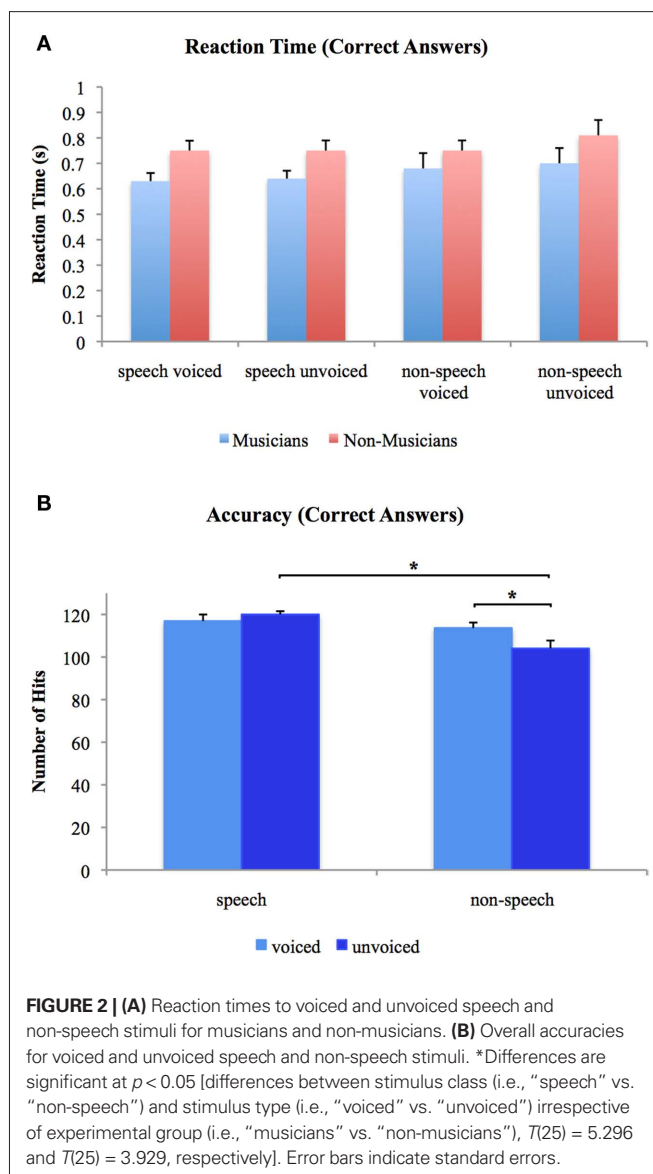 A
Reaction Time (Correct Answers)
Reaction Time (s)
1
0.9
0.8
0.7
0.6
0.5
0.4
0.3
0.2
0.1
0
speech voiced
speech unvoiced
non-speech
voiced
non-speech
unvoiced
Musicians
Non-Musicians
B
Accuracy (Correct Answers)
Number of Hits
*
*
120
100
80
60
40
20
0
speech
non-speech
voiced
unvoiced
FIGURE 2 | (A) Reaction times to voiced and unvoiced speech and
non-speech stimuli for musicians and non-musicians. (B) Overall accuracies
for voiced and unvoiced speech and non-speech stimuli. *Differences are
significant at p < 0.05 [differences between stimulus class (i.e., “speech” vs.
“non-speech”) and stimulus type (i.e., “voiced” vs. “unvoiced”) irrespective
of experimental group (i.e., “musicians” vs. “non-musicians”), T(25) = 5.296
and T(25) = 3.929, respectively]. Error bars indicate standard errors.